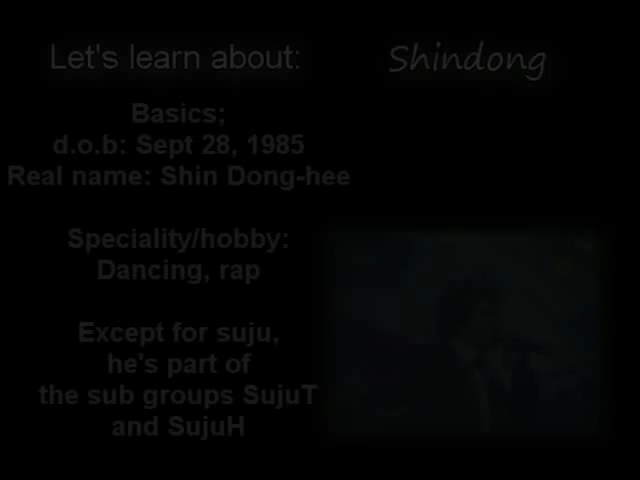 Let's learn about:
Shindong
Basics;
d.o.b: Sept 28, 1985
Real name: Shin Dong-hee
Speciality/hobby:
Dancing, rap
Except for suju,
he's part of
the sub groups SujuT
and SujuH